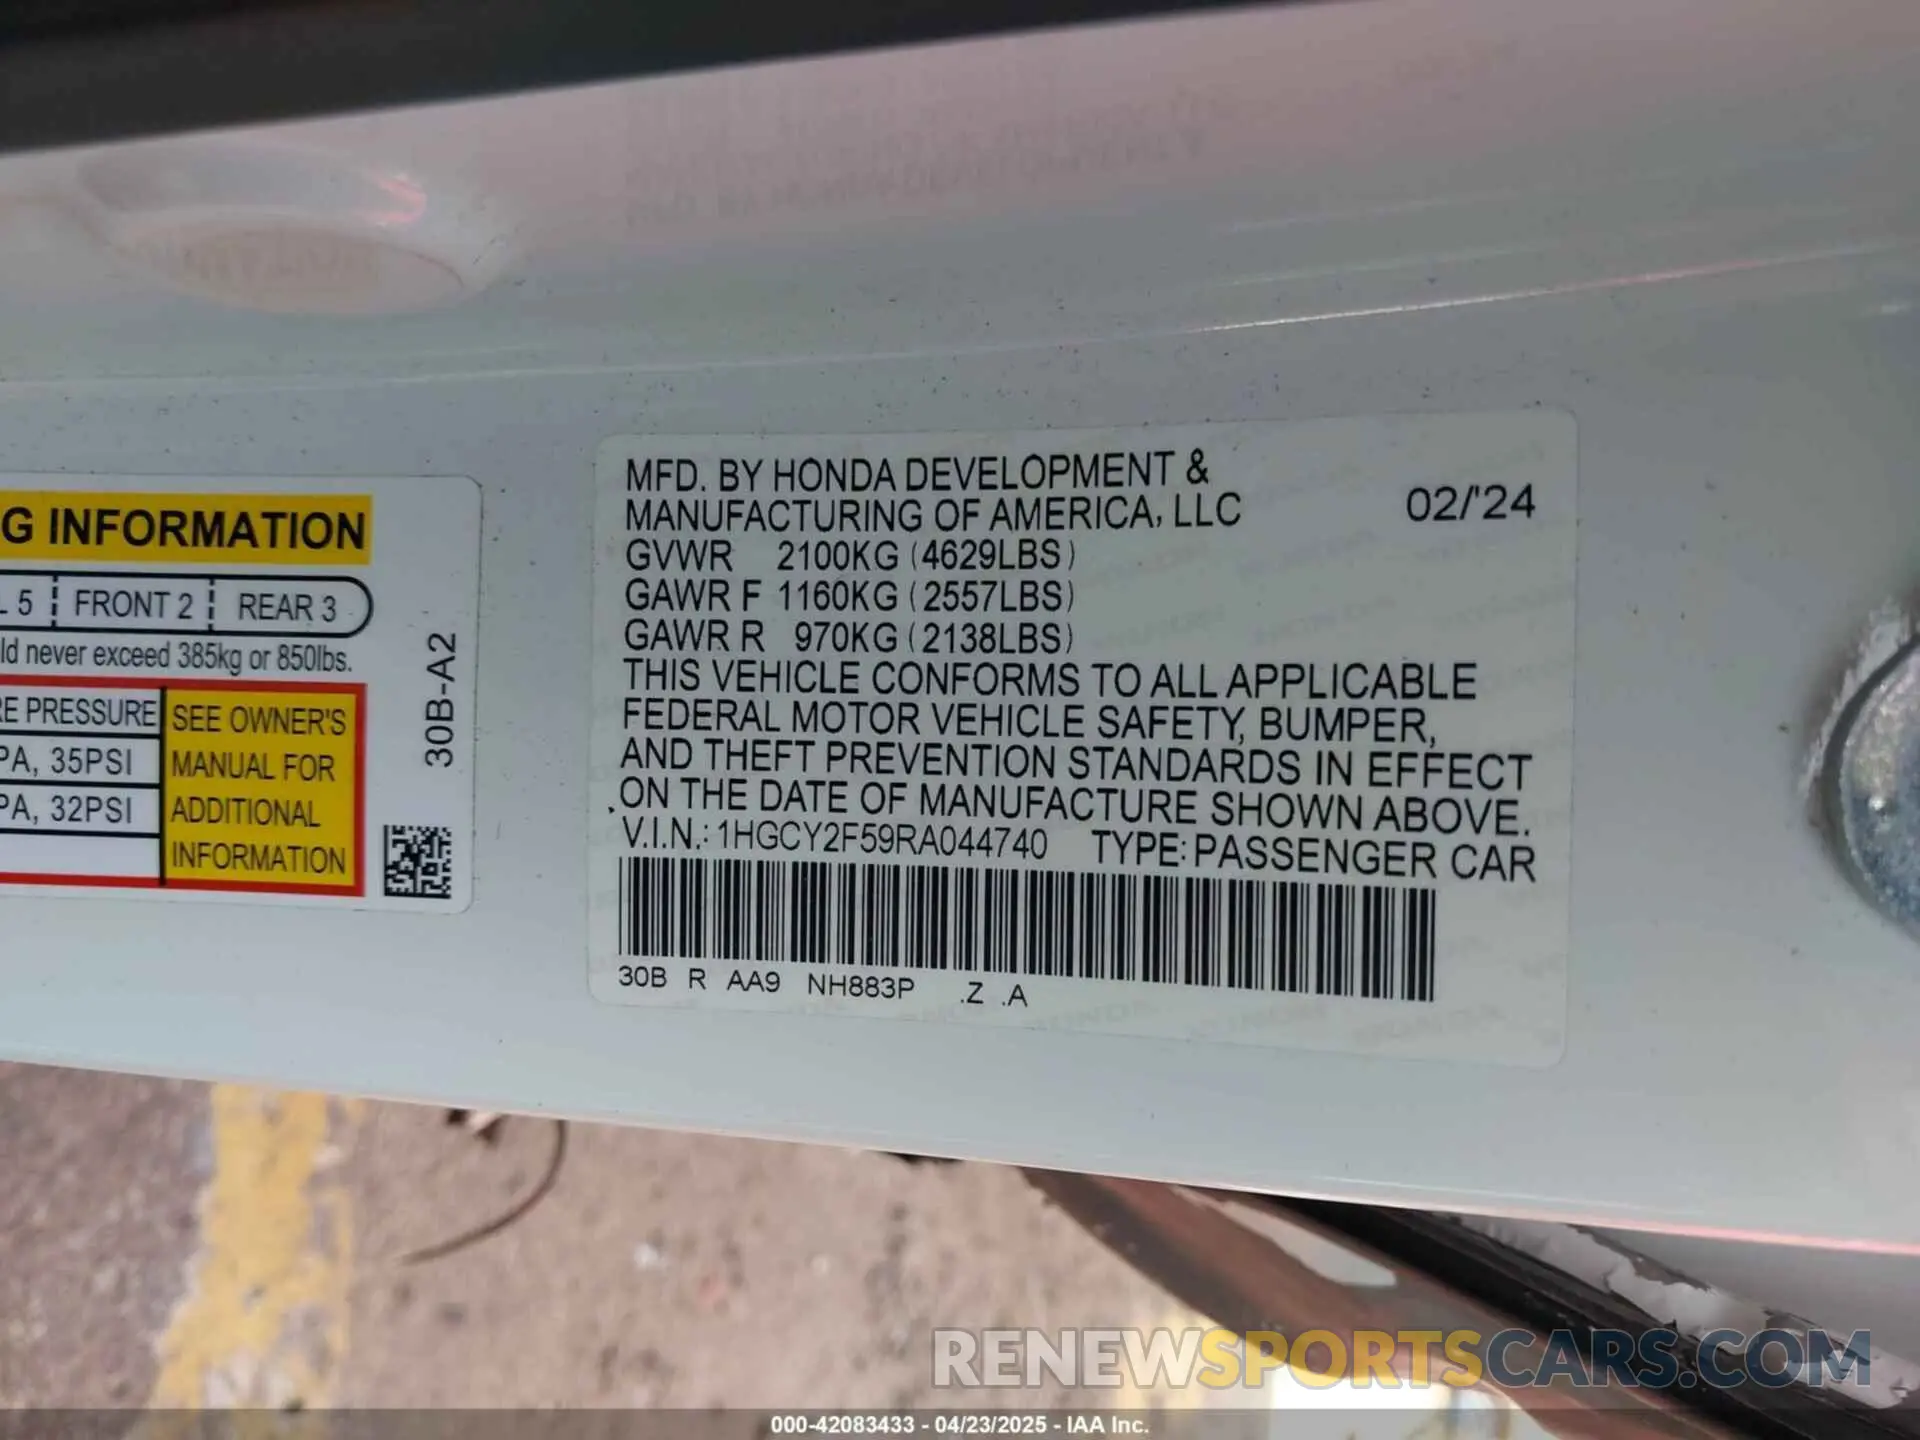 G INFORMATION
L 5 FRONT 2 REAR 3
ld never exceed 385kg or 850lbs.
RE PRESSURE
PA, 35PSI
PA, 32PSI
SEE OWNER'S
MANUAL FOR
ADDITIONAL
INFORMATION
30B-A2
MFD. BY HONDA DEVELOPMENT &
MANUFACTURING OF AMERICA, LLC 02/'24
GVWR 2100KG (4629LBS)
GAWR F 1160KG (2557LBS)
GAWR R 970KG (2138LBS)
THIS VEHICLE CONFORMS TO ALL APPLICABLE
FEDERAL MOTOR VEHICLE SAFETY, BUMPER,
AND THEFT PREVENTION STANDARDS IN EFFECT
ON THE DATE OF MANUFACTURE SHOWN ABOVE.
V.I.N.: 1HGCY2F59RA044740 TYPE: PASSENGER CAR
30B R AA9 NH883P .Z .A
RENEWSPORTSCARS.COM
000-42083433 - 04/23/2025 - IAA Inc.